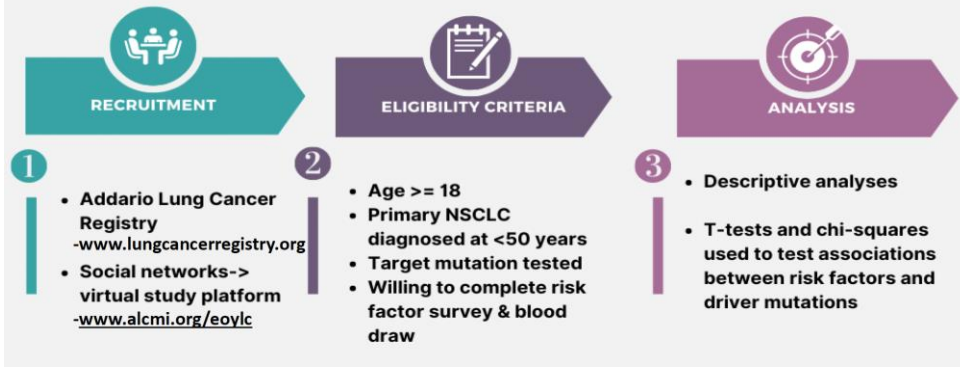 RECRUITMENT
ELIGIBILITY CRITERIA
ANALYSIS
1
• Addario Lung Cancer
Registry
-www.lungcancerregistry.org
• Social networks->
virtual study platform
-www.alcmi.org/eoylc
2
• Age >= 18
• Primary NSCLC
diagnosed at <50 years
• Target mutation tested
• Willing to complete risk
factor survey & blood
draw
3
• Descriptive analyses
• T-tests and chi-squares
used to test associations
between risk factors and
driver mutations